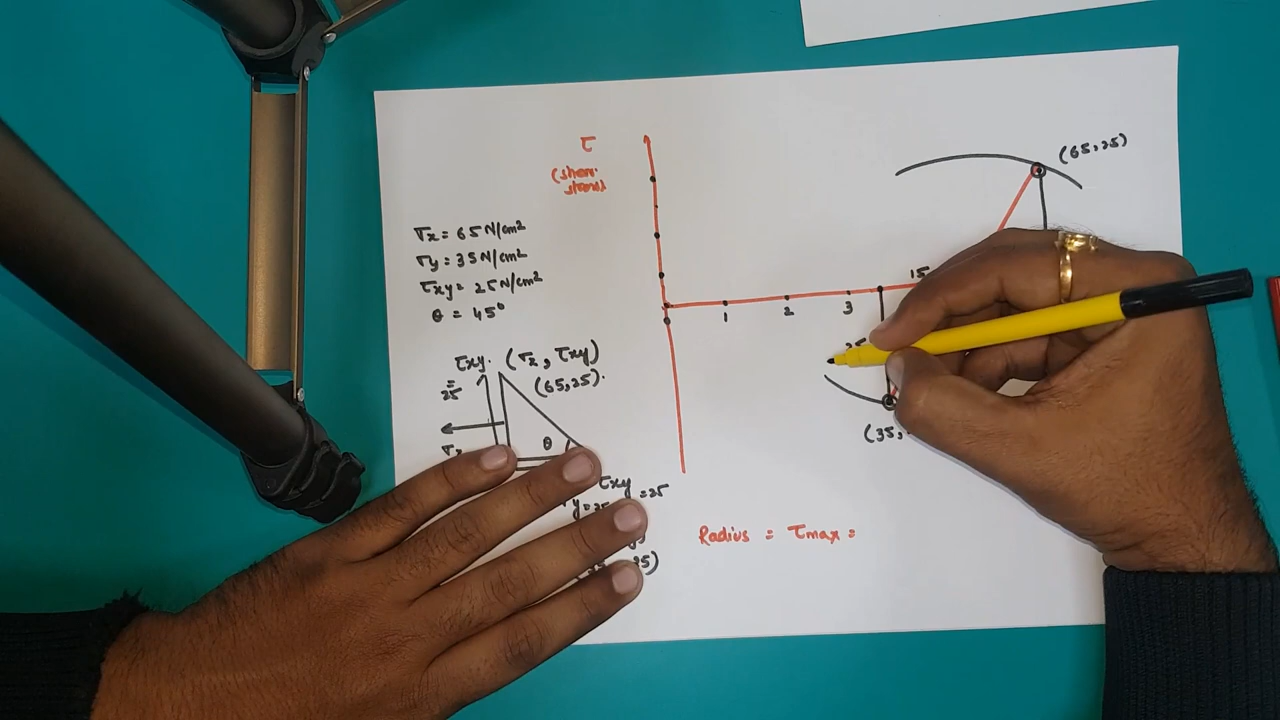 τ
(shear
stress)
(65,25)
σx = 65 N/cm²
σy = 35 N/cm²
τxy = 25 N/cm²
θ = 45°
15
1 2 3
τxy (σx, τxy)
= 25 (65,25)
θ
(35,
τxy = 25
Radius = τmax =